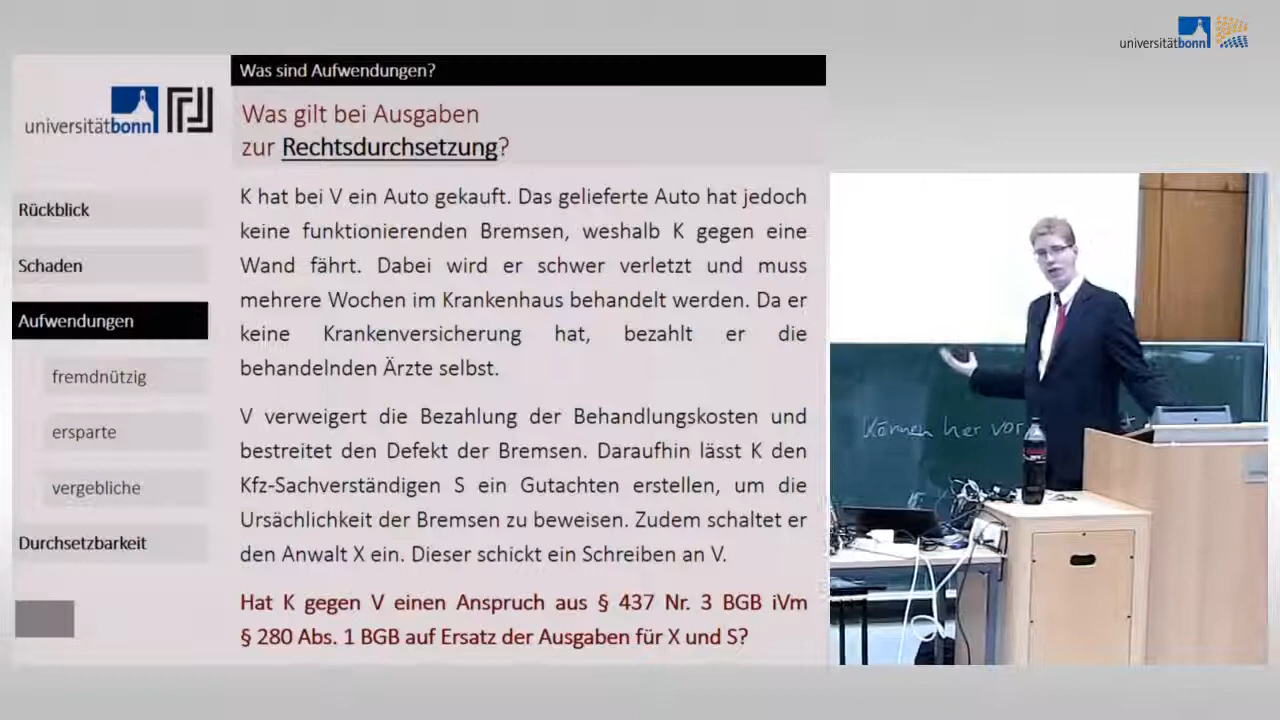 universitätbonn
Was sind Aufwendungen?
universitätbonn
Was gilt bei Ausgaben
zur Rechtsdurchsetzung?
Rückblick
Schaden
Aufwendungen
fremdnützig
ersparte
vergebliche
Durchsetzbarkeit
K hat bei V ein Auto gekauft. Das gelieferte Auto hat jedoch
keine funktionierenden Bremsen, weshalb K gegen eine
Wand fährt. Dabei wird er schwer verletzt und muss
mehrere Wochen im Krankenhaus behandelt werden. Da er
keine Krankenversicherung hat, bezahlt er die
behandelnden Ärzte selbst.
V verweigert die Bezahlung der Behandlungskosten und
bestreitet den Defekt der Bremsen. Daraufhin lässt K den
Kfz-Sachverständigen S ein Gutachten erstellen, um die
Ursächlichkeit der Bremsen zu beweisen. Zudem schaltet er
den Anwalt X ein. Dieser schickt ein Schreiben an V.
Hat K gegen V einen Anspruch aus § 437 Nr. 3 BGB iVm
§ 280 Abs. 1 BGB auf Ersatz der Ausgaben für X und S?
Können hier vor